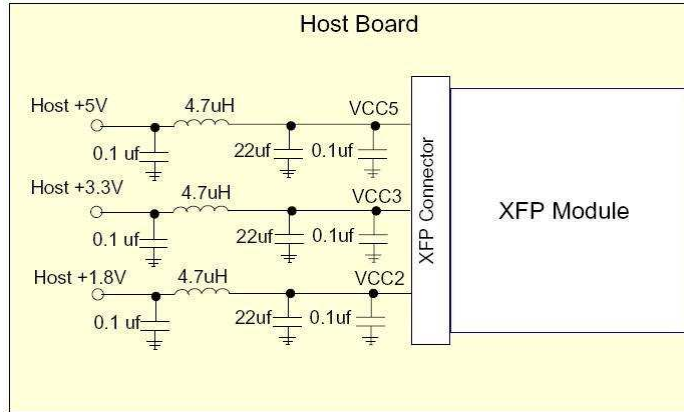 Host Board
Host +5V
4.7uH
VCC5
0.1 uf
22uf
0.1uf
Host +3.3V
4.7uH
VCC3
0.1 uf
22uf
0.1uf
Host +1.8V
4.7uH
VCC2
0.1 uf
22uf
0.1uf
XFP Connector
XFP Module